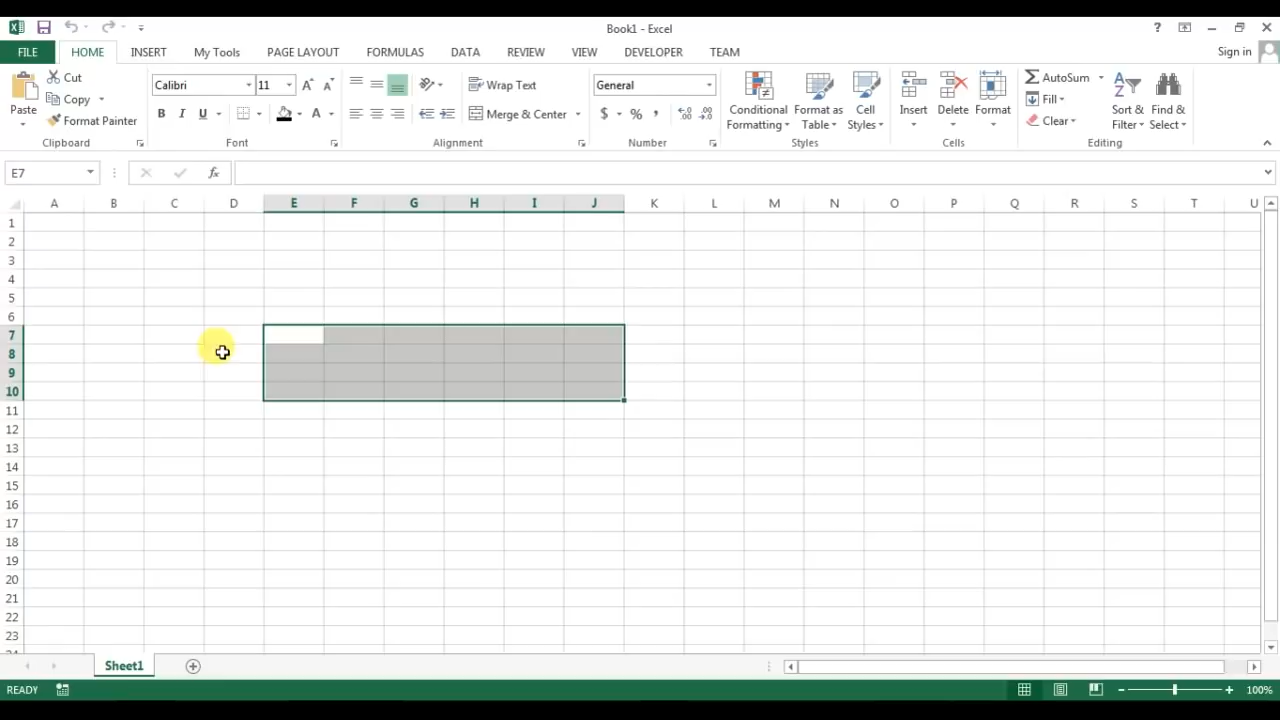 Book1 - Excel
?
FILE HOME INSERT My Tools PAGE LAYOUT FORMULAS DATA REVIEW VIEW DEVELOPER TEAM Sign in
Paste
Cut
Copy
Format Painter
Clipboard
Calibri 11
B I U A
Font
Wrap Text
Merge & Center
Alignment
General
$ % ,
Number
Conditional Formatting
Format as Table
Cell Styles
Styles
Insert
Delete
Format
Cells
AutoSum
Fill
Clear
Sort & Filter
Find & Select
Editing
E7 fx
A B C D E F G H I J K L M N O P Q R S T U
1
2
3
4
5
6
7
8
9
10
11
12
13
14
15
16
17
18
19
20
21
22
23
Sheet1
READY 100%